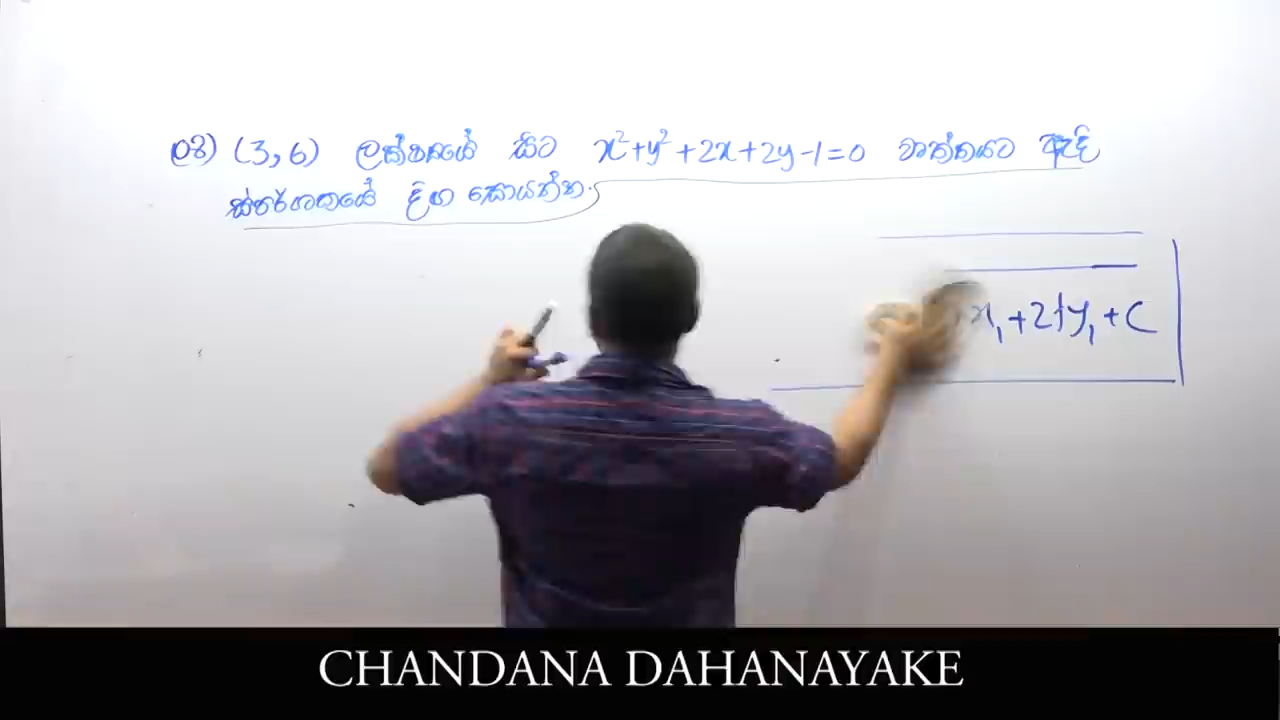 08) (3,6) ලක්ෂ්‍යයේ සිට x²+y²+2x+2y-1=0 වෘත්තයට ඇඳි
ස්පර්ශකයේ දිග සොයන්න.
x₁+2fy₁+C
CHANDANA DAHANAYAKE